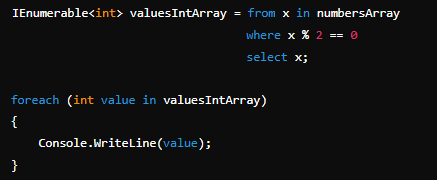 IEnumerable<int> valuesIntArray = from x in numbersArray
where x % 2 == 0
select x;
foreach (int value in valuesIntArray)
{
Console.WriteLine(value);
}